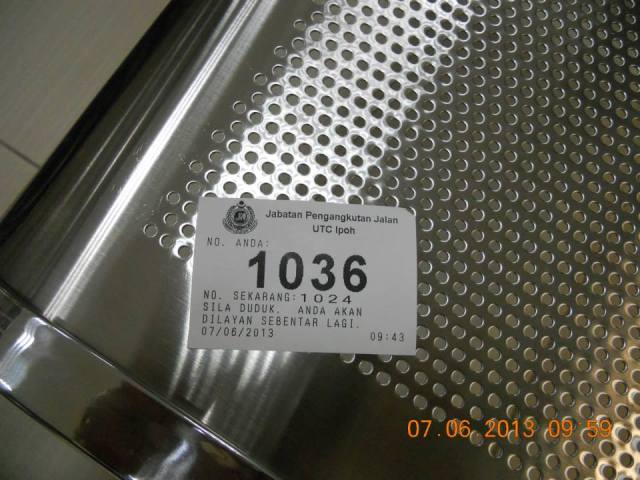 Jabatan Pengangkutan Jalan
UTC Ipoh
NO. ANDA:
1036
NO. SEKARANG:1024
SILA DUDUK. ANDA AKAN
DILAYAN SEBENTAR LAGI.
07/06/2013 09:43
07.06.2013 09:59